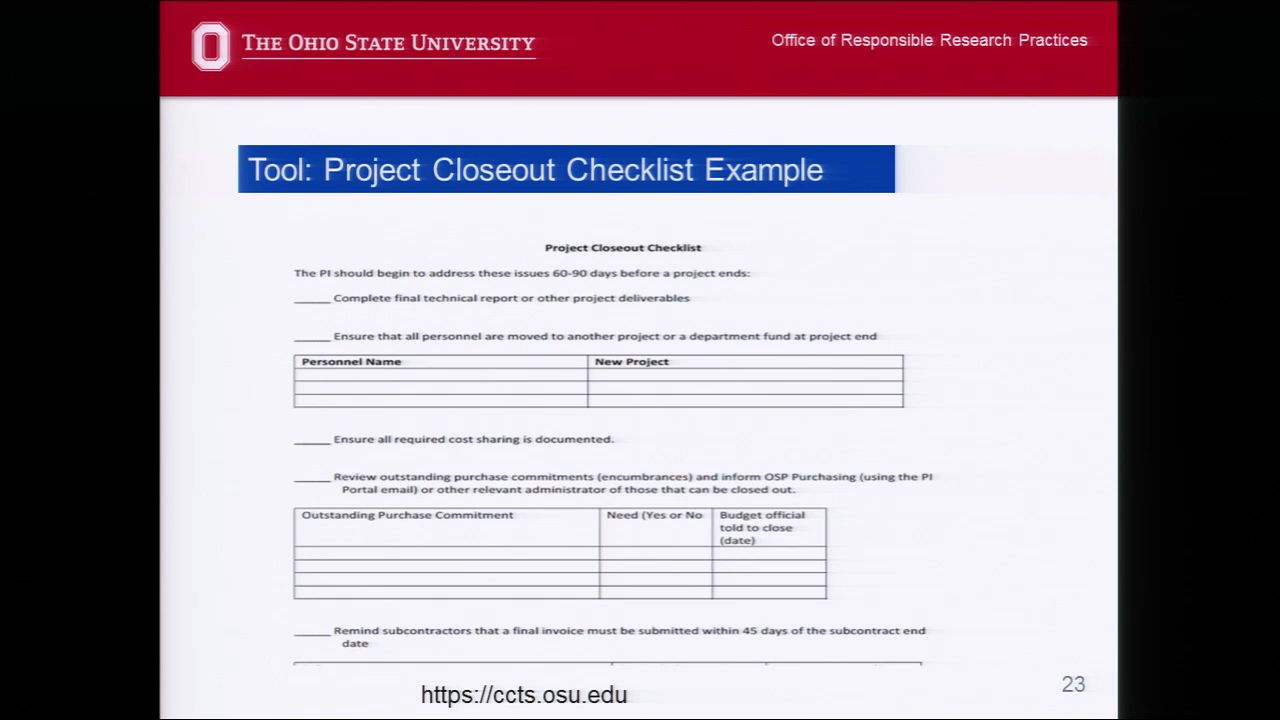 THE OHIO STATE UNIVERSITY
Office of Responsible Research Practices
Tool: Project Closeout Checklist Example
Project Closeout Checklist
The PI should begin to address these issues 60-90 days before a project ends:
_____ Complete final technical report or other project deliverables
_____ Ensure that all personnel are moved to another project or a department fund at project end
Personnel Name New Project
_____ Ensure all required cost sharing is documented.
_____ Review outstanding purchase commitments (encumbrances) and inform OSP Purchasing (using the PI
Portal email) or other relevant administrator of those that can be closed out.
Outstanding Purchase Commitment Need (Yes or No Budget official
told to close
(date)
_____ Remind subcontractors that a final invoice must be submitted within 45 days of the subcontract end
date
https://ccts.osu.edu
23